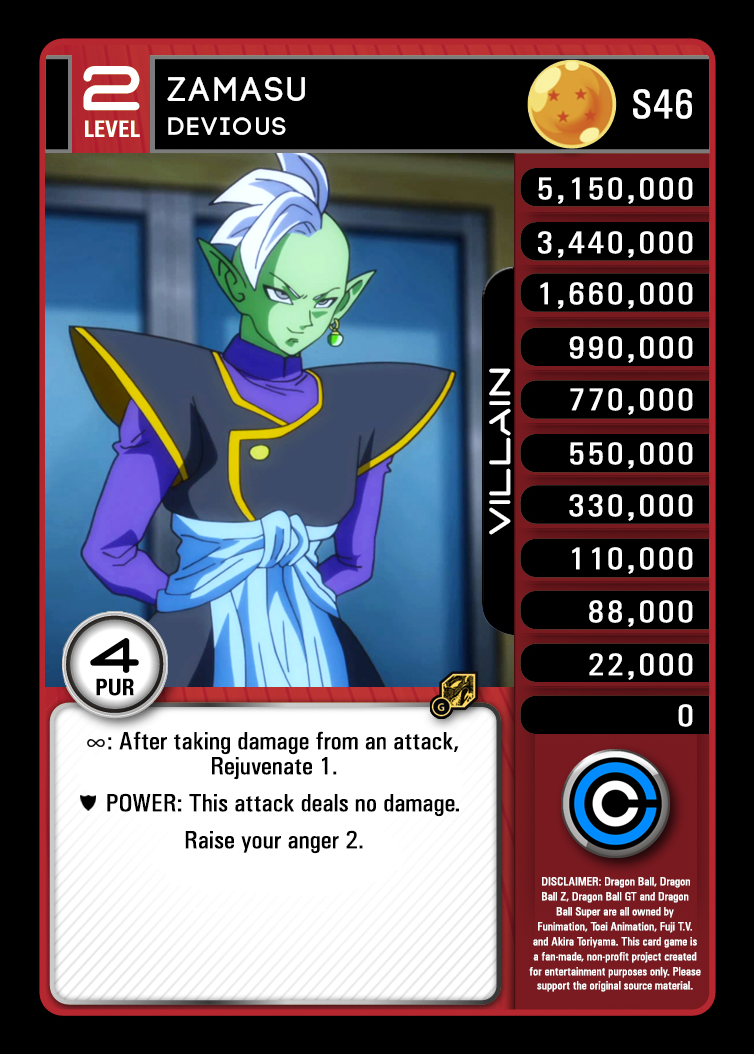 2
LEVEL
ZAMASU
DEVIOUS
S46
5,150,000
3,440,000
1,660,000
990,000
770,000
550,000
330,000
110,000
88,000
22,000
0
VILLAIN
4
PUR
G
∞: After taking damage from an attack,
Rejuvenate 1.
POWER: This attack deals no damage.
Raise your anger 2.
DISCLAIMER: Dragon Ball, Dragon
Ball Z, Dragon Ball GT and Dragon
Ball Super are all owned by
Funimation, Toei Animation, Fuji T.V.
and Akira Toriyama. This card game is
a fan-made, non-profit project created
for entertainment purposes only. Please
support the original source material.